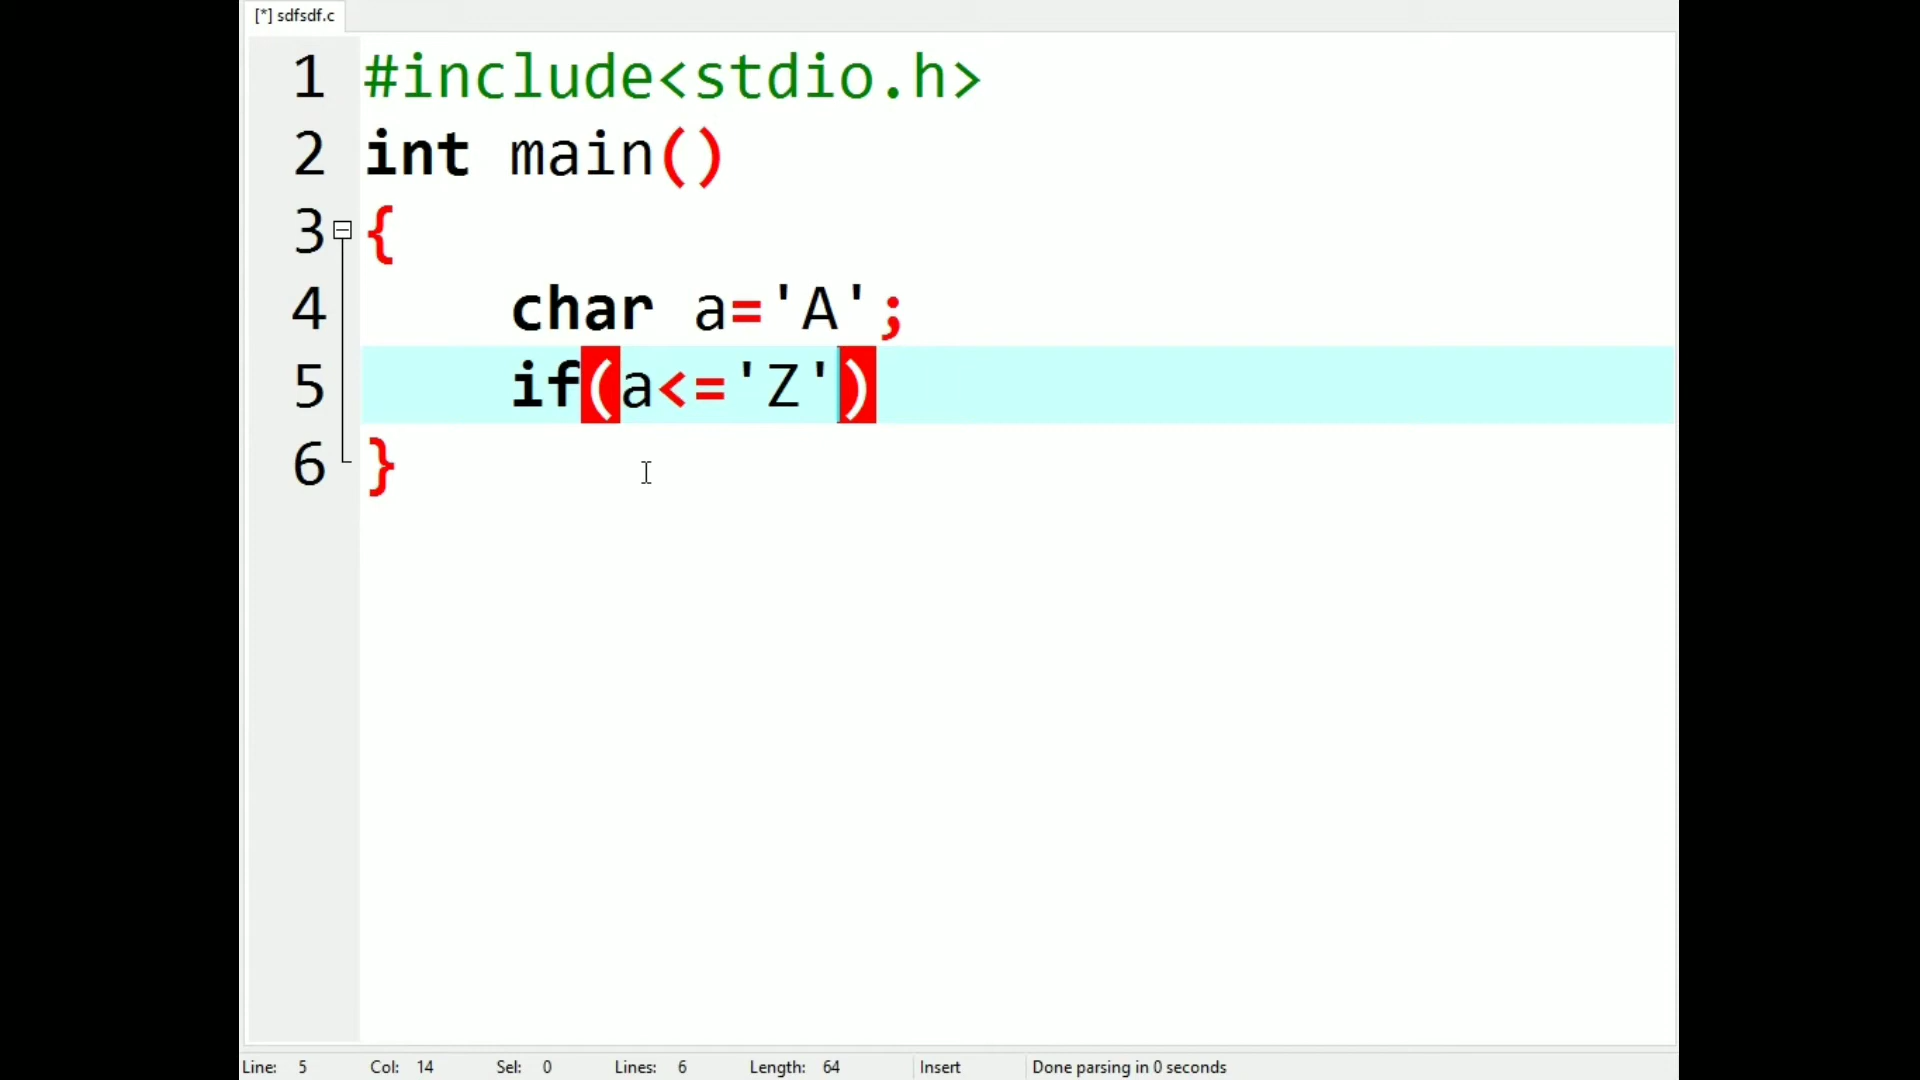 [*] sdfsdf.c
1 #include<stdio.h>
2 int main()
3 {
4 char a='A';
5 if(a<='Z')
6 }
Line: 5 Col: 14 Sel: 0 Lines: 6 Length: 64 Insert Done parsing in 0 seconds